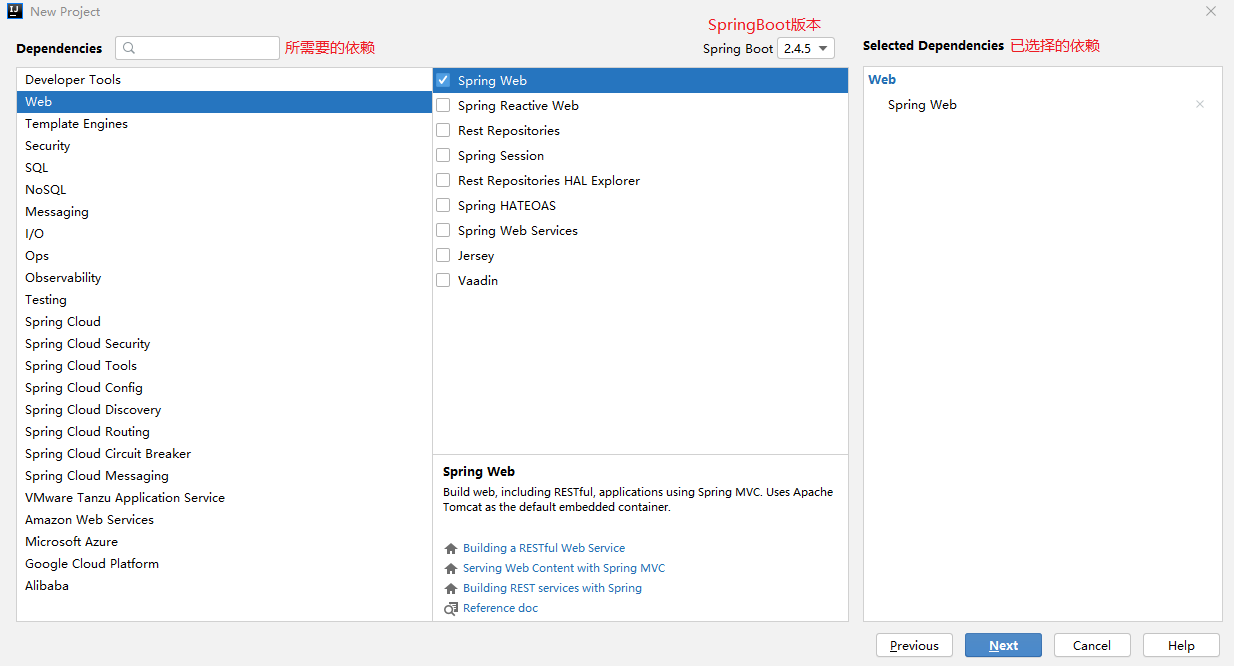 New Project
SpringBoot版本
Dependencies 所需要的依赖 Spring Boot 2.4.5 Selected Dependencies 已选择的依赖
Developer Tools
Web
Template Engines
Security
SQL
NoSQL
Messaging
I/O
Ops
Observability
Testing
Spring Cloud
Spring Cloud Security
Spring Cloud Tools
Spring Cloud Config
Spring Cloud Discovery
Spring Cloud Routing
Spring Cloud Circuit Breaker
Spring Cloud Messaging
VMware Tanzu Application Service
Amazon Web Services
Microsoft Azure
Google Cloud Platform
Alibaba
Spring Web
Spring Reactive Web
Rest Repositories
Spring Session
Rest Repositories HAL Explorer
Spring HATEOAS
Spring Web Services
Jersey
Vaadin
Spring Web
Build web, including RESTful, applications using Spring MVC. Uses Apache
Tomcat as the default embedded container.
Building a RESTful Web Service
Serving Web Content with Spring MVC
Building REST services with Spring
Reference doc
Web
Spring Web
Previous Next Cancel Help